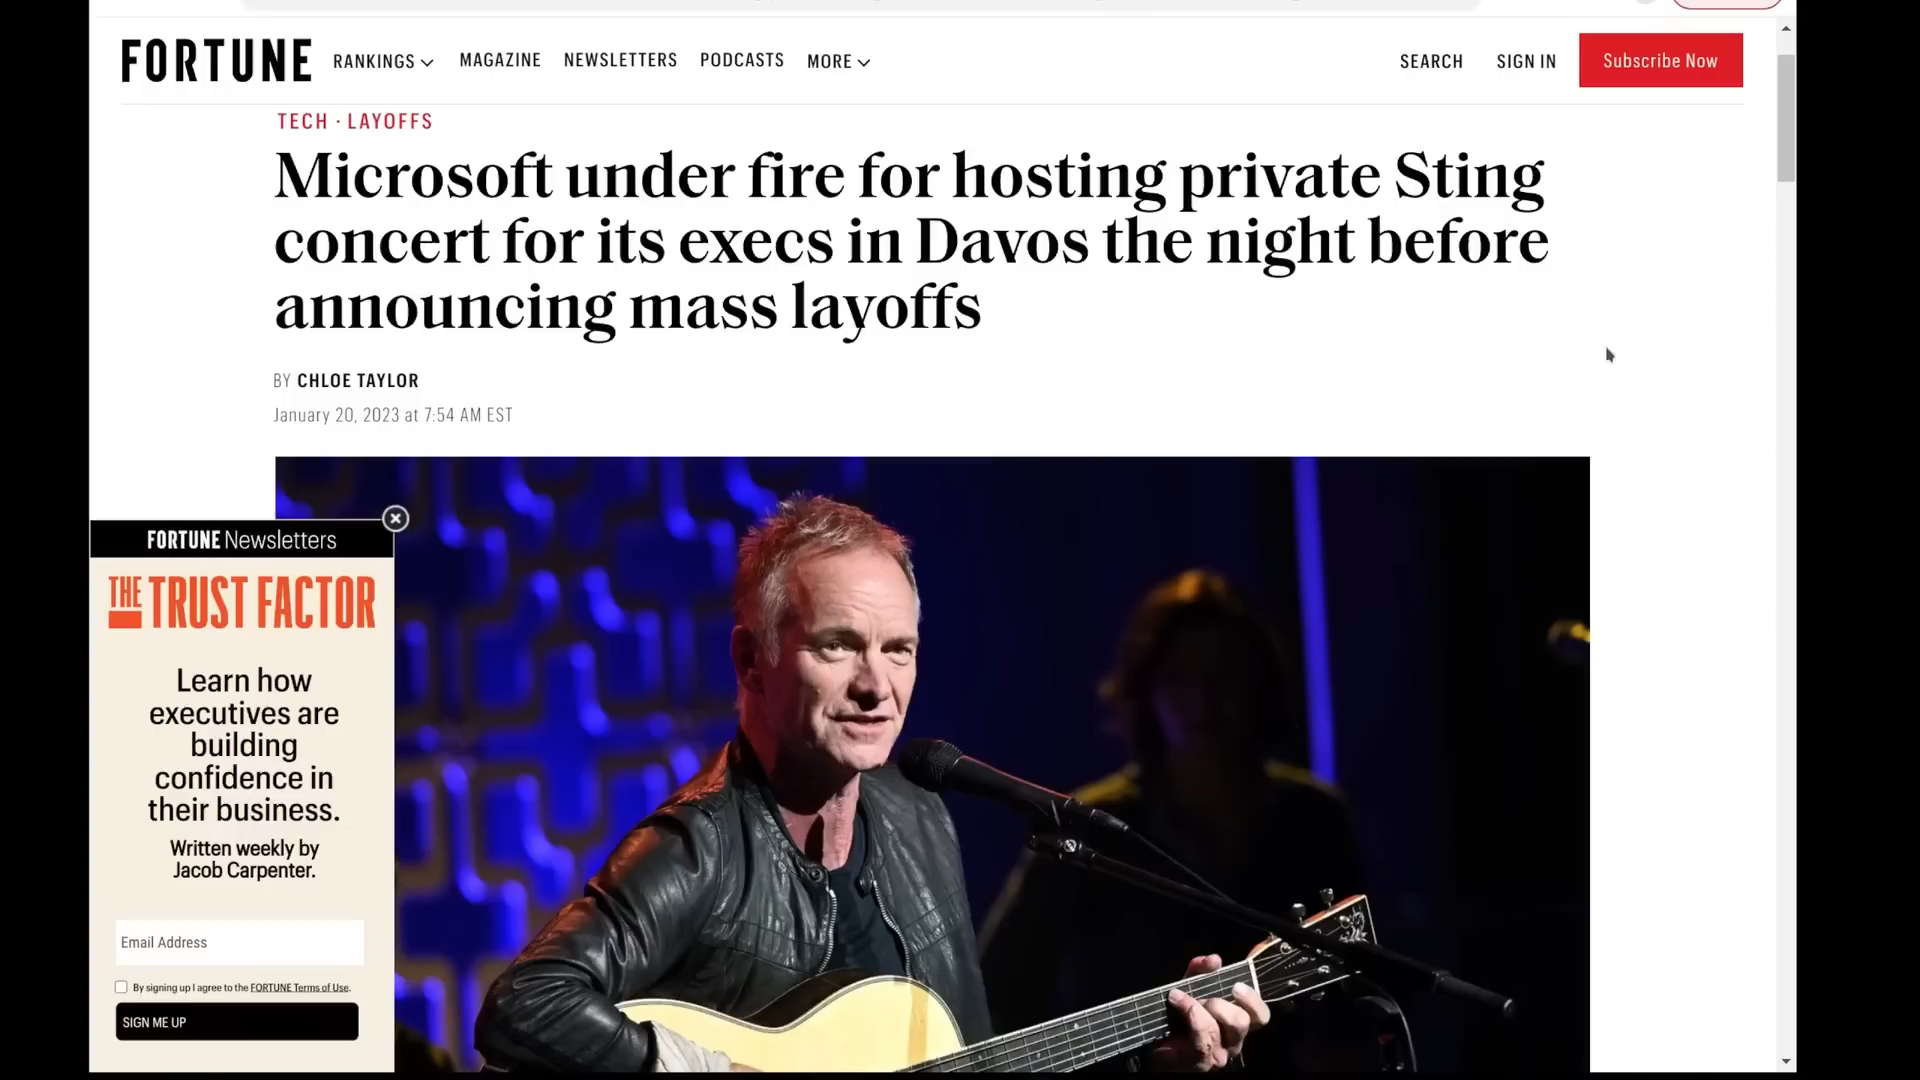 FORTUNE RANKINGS MAGAZINE NEWSLETTERS PODCASTS MORE SEARCH SIGN IN Subscribe Now
TECH · LAYOFFS
Microsoft under fire for hosting private Sting
concert for its execs in Davos the night before
announcing mass layoffs
BY CHLOE TAYLOR
January 20, 2023 at 7:54 AM EST
FORTUNE Newsletters
THE TRUST FACTOR
Learn how
executives are
building
confidence in
their business.
Written weekly by
Jacob Carpenter.
Email Address
By signing up I agree to the FORTUNE Terms of Use.
SIGN ME UP